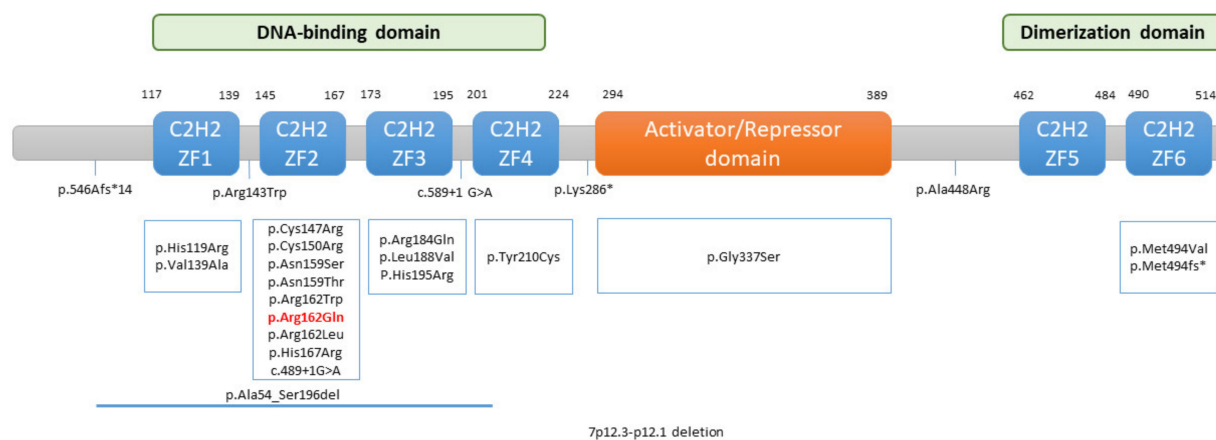 DNA-binding domain
Dimerization domain
117 139 145 167 173 195 201 224 294 389 462 484 490 514
C2H2 ZF1
C2H2 ZF2
C2H2 ZF3
C2H2 ZF4
Activator/Repressor domain
C2H2 ZF5
C2H2 ZF6
p.546Afs*14
p.Arg143Trp
c.589+1 G>A
p.Lys286*
p.Ala448Arg
p.His119Arg
p.Val139Ala
p.Cys147Arg
p.Cys150Arg
p.Asn159Ser
p.Asn159Thr
p.Arg162Trp
p.Arg162Gln
p.Arg162Leu
p.His167Arg
c.489+1G>A
p.Arg184Gln
p.Leu188Val
P.His195Arg
p.Tyr210Cys
p.Gly337Ser
p.Met494Val
p.Met494fs*
p.Ala54_Ser196del
7p12.3-p12.1 deletion